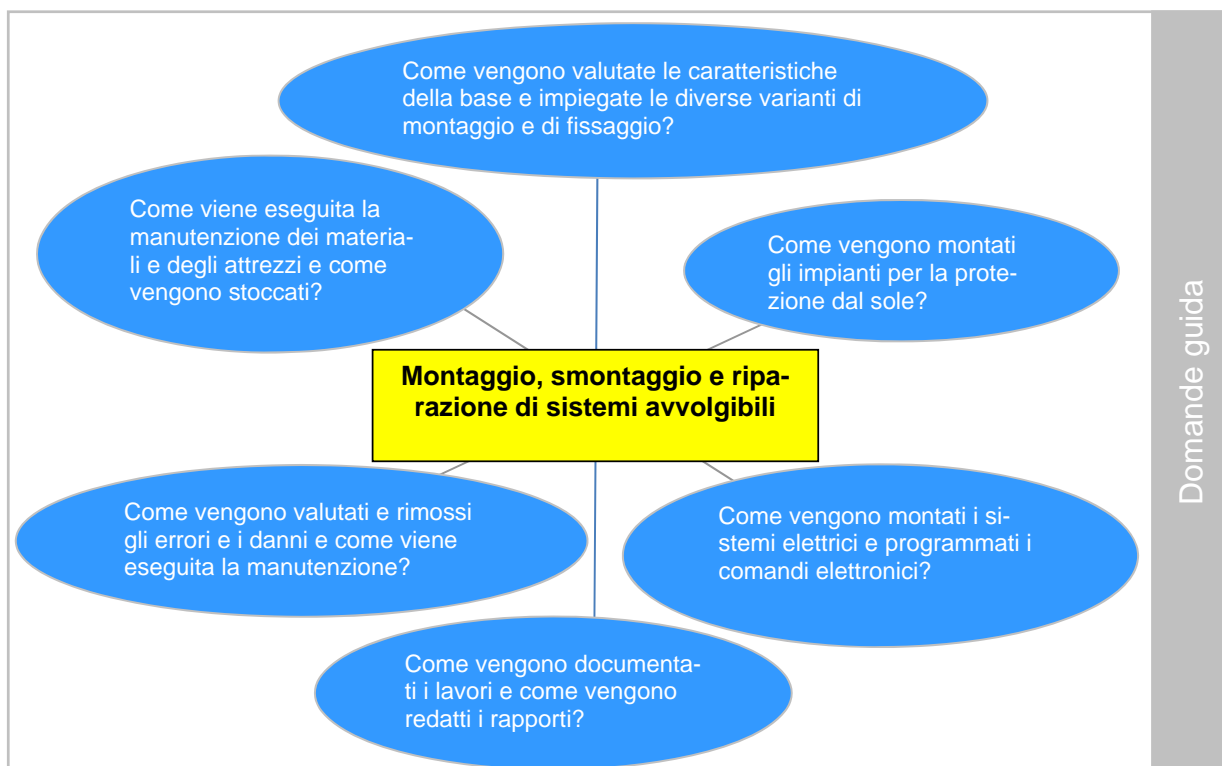 Come vengono valutate le caratteristiche
della base e impiegate le diverse varianti di
montaggio e di fissaggio?
Come viene eseguita la
manutenzione dei materia-
li e degli attrezzi e come
vengono stoccati?
Come vengono montati
gli impianti per la prote-
zione dal sole?
Montaggio, smontaggio e ripa-
razione di sistemi avvolgibili
Come vengono valutati e rimossi
gli errori e i danni e come viene
eseguita la manutenzione?
Come vengono montati i si-
stemi elettrici e programmati i
comandi elettronici?
Come vengono documenta-
ti i lavori e come vengono
redatti i rapporti?
Domande guida